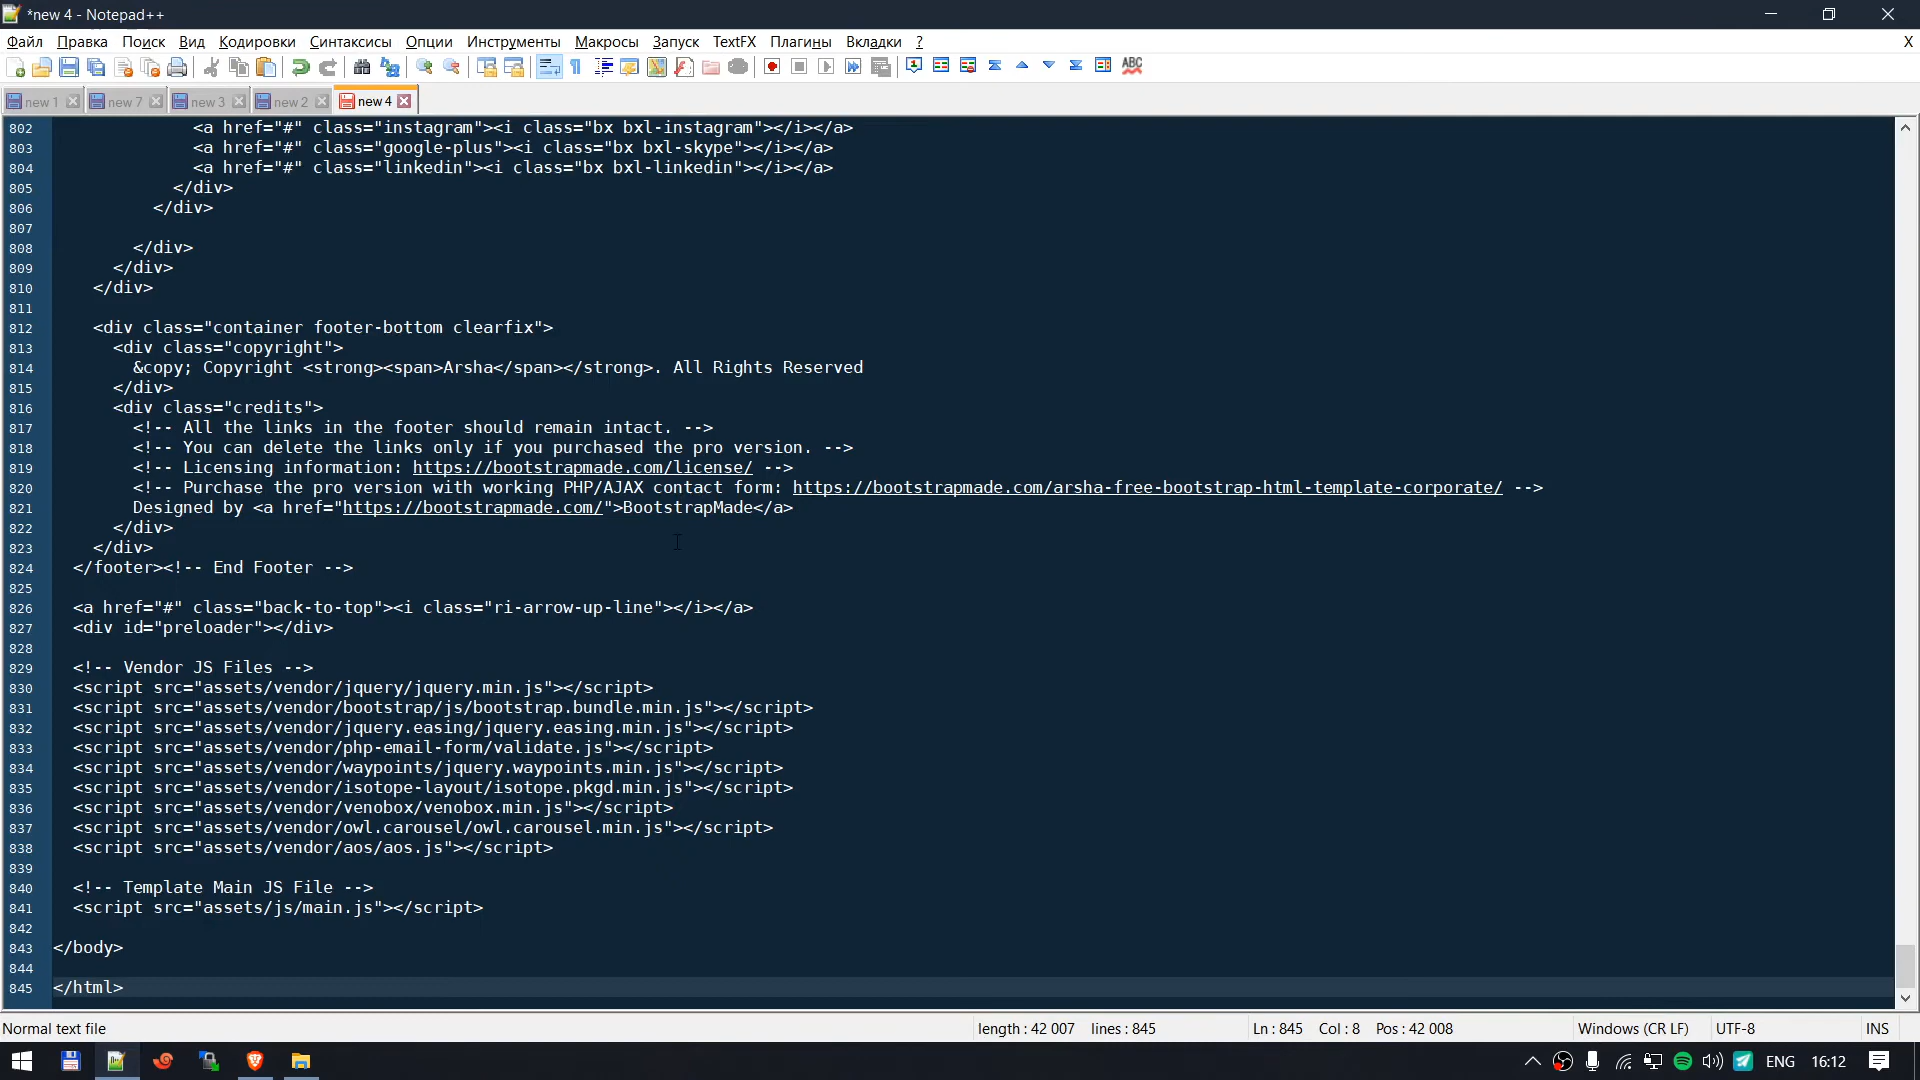 *new 4 - Notepad++
Файл Правка Поиск Вид Кодировки Синтаксисы Опции Инструменты Макросы Запуск TextFX Плагины Вкладки ? X
ABC
new 1 new 7 new 3 new 2 new 4
802 <a href="#" class="instagram"><i class="bx bxl-instagram"></i></a>
803 <a href="#" class="google-plus"><i class="bx bxl-skype"></i></a>
804 <a href="#" class="linkedin"><i class="bx bxl-linkedin"></i></a>
805 </div>
806 </div>
807
808 </div>
809 </div>
810 </div>
811
812 <div class="container footer-bottom clearfix">
813 <div class="copyright">
814 &copy; Copyright <strong><span>Arsha</span></strong>. All Rights Reserved
815 </div>
816 <div class="credits">
817 <!-- All the links in the footer should remain intact. -->
818 <!-- You can delete the links only if you purchased the pro version. -->
819 <!-- Licensing information: https://bootstrapmade.com/license/ -->
820 <!-- Purchase the pro version with working PHP/AJAX contact form: https://bootstrapmade.com/arsha-free-bootstrap-html-template-corporate/ -->
821 Designed by <a href="https://bootstrapmade.com/">BootstrapMade</a>
822 </div>
823 </div>
824 </footer><!-- End Footer -->
825
826 <a href="#" class="back-to-top"><i class="ri-arrow-up-line"></i></a>
827 <div id="preloader"></div>
828
829 <!-- Vendor JS Files -->
830 <script src="assets/vendor/jquery/jquery.min.js"></script>
831 <script src="assets/vendor/bootstrap/js/bootstrap.bundle.min.js"></script>
832 <script src="assets/vendor/jquery.easing/jquery.easing.min.js"></script>
833 <script src="assets/vendor/php-email-form/validate.js"></script>
834 <script src="assets/vendor/waypoints/jquery.waypoints.min.js"></script>
835 <script src="assets/vendor/isotope-layout/isotope.pkgd.min.js"></script>
836 <script src="assets/vendor/venobox/venobox.min.js"></script>
837 <script src="assets/vendor/owl.carousel/owl.carousel.min.js"></script>
838 <script src="assets/vendor/aos/aos.js"></script>
839
840 <!-- Template Main JS File -->
841 <script src="assets/js/main.js"></script>
842
843 </body>
844
845 </html>
Normal text file length : 42 007 lines : 845 Ln : 845 Col : 8 Pos : 42 008 Windows (CR LF) UTF-8 INS
ENG 16:12